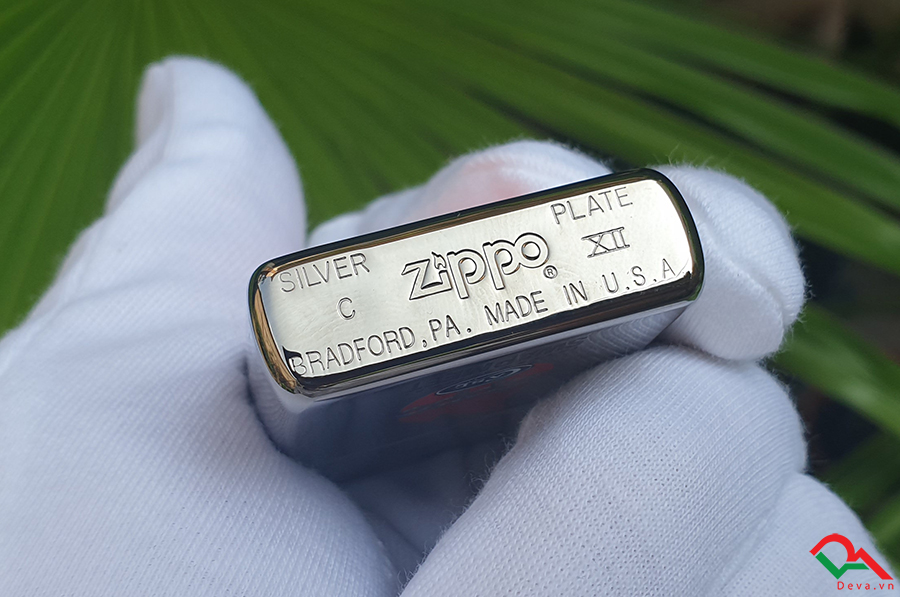 SILVER PLATE
C Zippo® XII
BRADFORD, PA. MADE IN U.S.A
Deva.vn